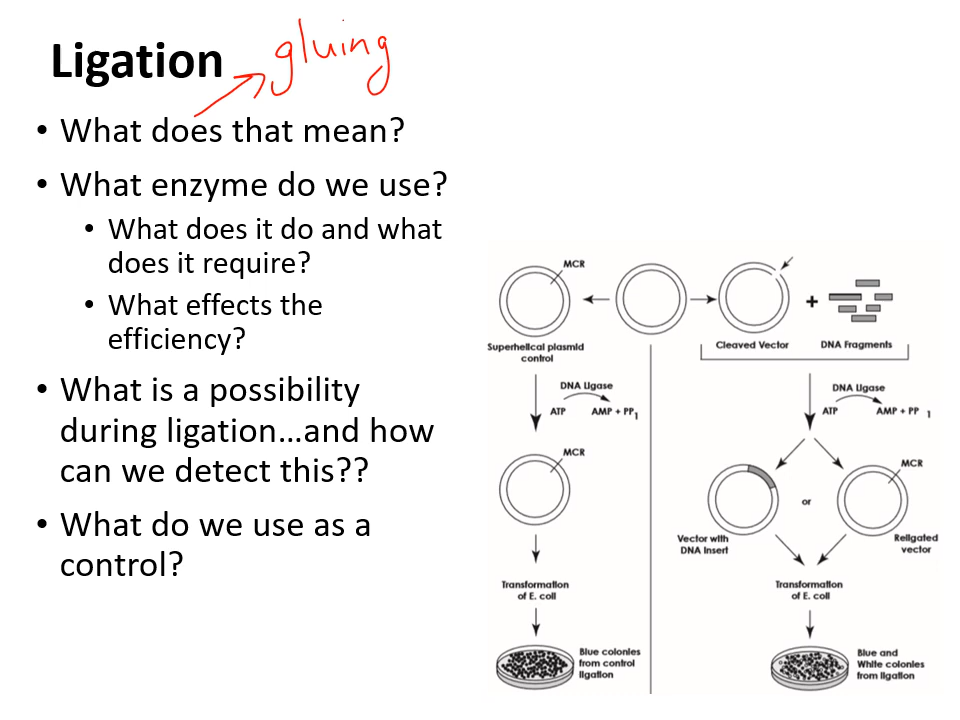 Ligation
gluing
• What does that mean?
• What enzyme do we use?
• What does it do and what
does it require?
• What effects the
efficiency?
• What is a possibility
during ligation…and how
can we detect this??
• What do we use as a
control?
MCR
+
Superhelical plasmid
control
Cleaved Vector
DNA Fragments
DNA Ligase
ATP
AMP + PP1
DNA Ligase
ATP
AMP + PP 1
MCR
MCR
or
Vector with
DNA Insert
Religated
vector
Transformation
of E. coli
Transformation
of E. coli
Blue colonies
from control
ligation
Blue and
White colonies
from ligation